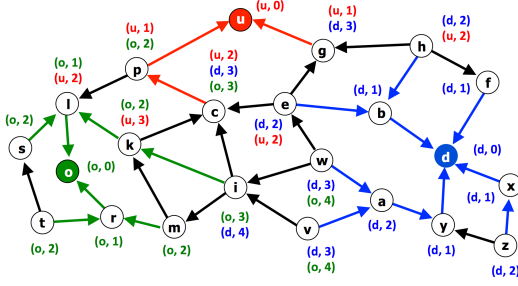 u
(u, 0)
(u, 1)
(o, 2)
(u, 1)
(d, 3)
(d, 2)
(u, 2)
p
g
h
(o, 1)
(u, 2)
(u, 2)
(d, 3)
(o, 3)
f
(d, 1)
(d, 1)
l
(o, 2)
(u, 3)
c
e
b
(o, 2)
(d, 2)
(u, 2)
s
k
o
(o, 0)
w
d
(d, 0)
i
(d, 3)
(o, 4)
x
(d, 1)
a
(d, 2)
t
(o, 2)
r
(o, 1)
m
(o, 2)
(o, 3)
(d, 4)
v
(d, 3)
(o, 4)
y
(d, 1)
z
(d, 2)